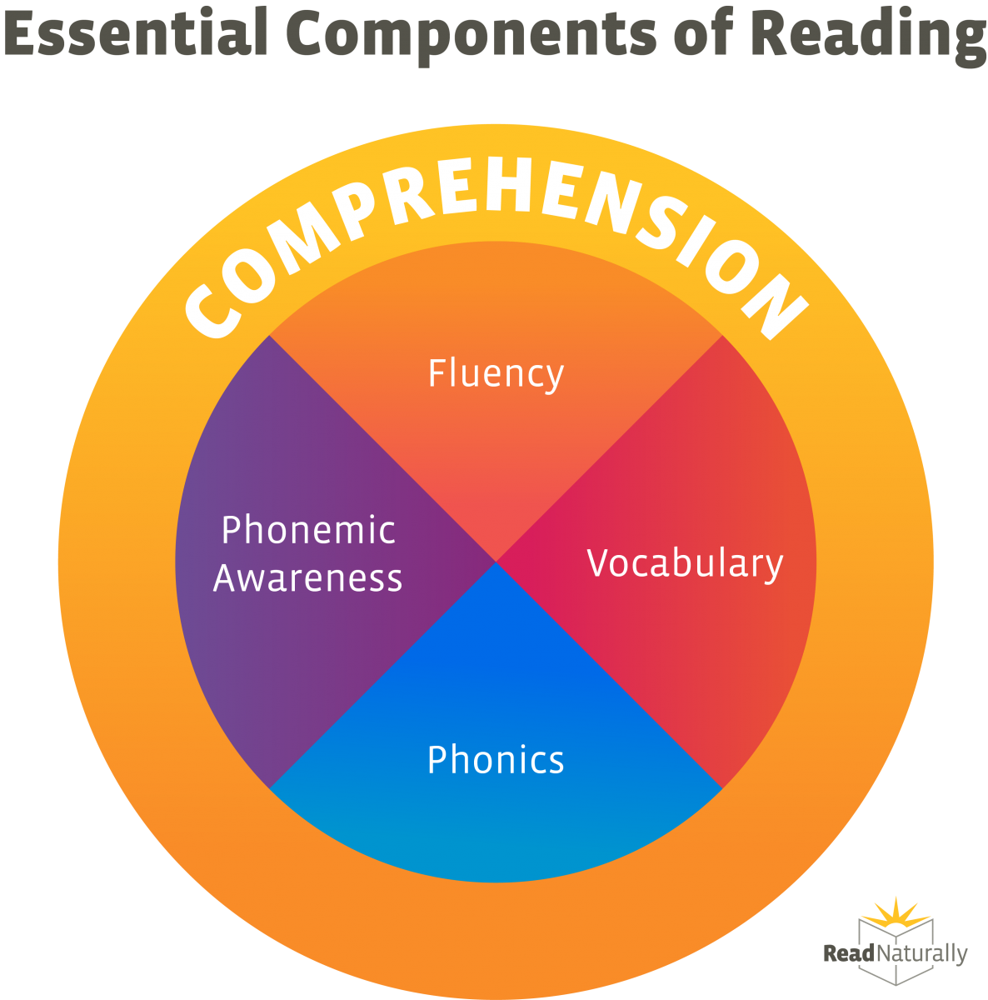 Essential Components of Reading
COMPREHENSION
Fluency
Phonemic
Awareness
Vocabulary
Phonics
ReadNaturally